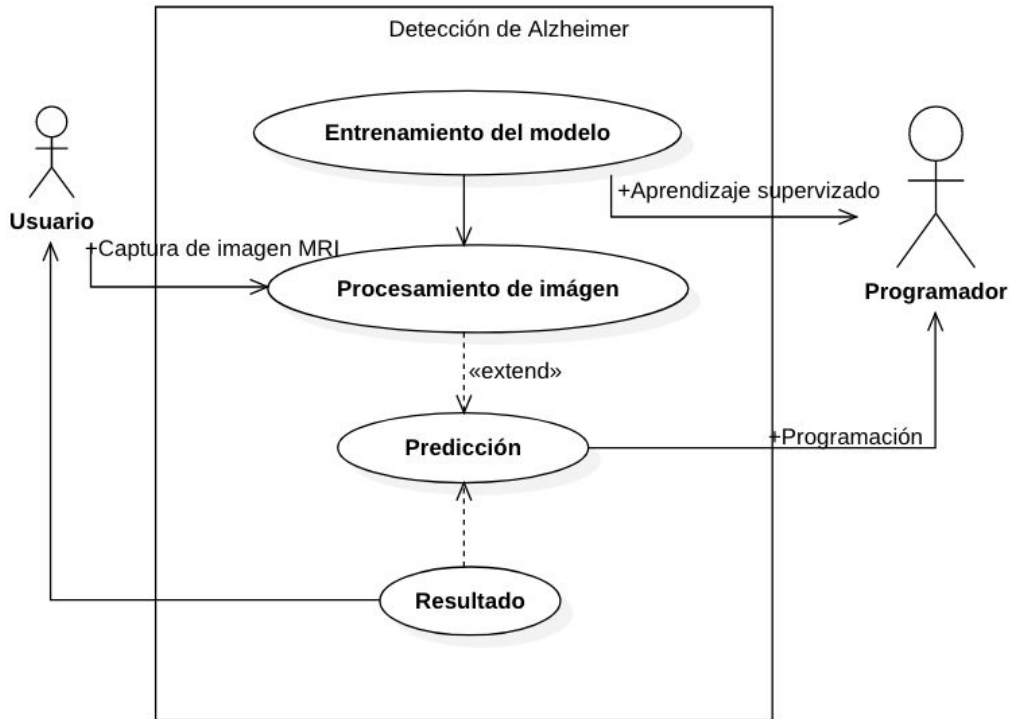 Detección de Alzheimer
Entrenamiento del modelo
+Aprendizaje supervizado
Usuario
+Captura de imagen MRI
Procesamiento de imágen
Programador
«extend»
Predicción
+Programación
Resultado